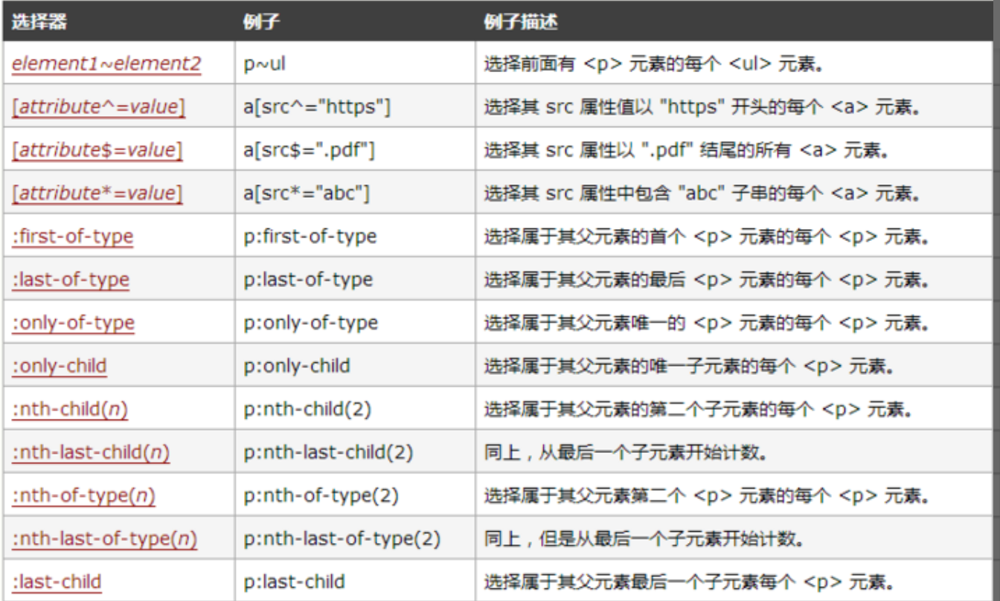 选择器 例子 例子描述
element1~element2 p~ul 选择前面有 <p> 元素的每个 <ul> 元素。
[attribute^=value] a[src^="https"] 选择其 src 属性值以 "https" 开头的每个 <a> 元素。
[attribute$=value] a[src$=".pdf"] 选择其 src 属性以 ".pdf" 结尾的所有 <a> 元素。
[attribute*=value] a[src*="abc"] 选择其 src 属性中包含 "abc" 子串的每个 <a> 元素。
:first-of-type p:first-of-type 选择属于其父元素的首个 <p> 元素的每个 <p> 元素。
:last-of-type p:last-of-type 选择属于其父元素的最后 <p> 元素的每个 <p> 元素。
:only-of-type p:only-of-type 选择属于其父元素唯一的 <p> 元素的每个 <p> 元素。
:only-child p:only-child 选择属于其父元素的唯一子元素的每个 <p> 元素。
:nth-child(n) p:nth-child(2) 选择属于其父元素的第二个子元素的每个 <p> 元素。
:nth-last-child(n) p:nth-last-child(2) 同上，从最后一个子元素开始计数。
:nth-of-type(n) p:nth-of-type(2) 选择属于其父元素第二个 <p> 元素的每个 <p> 元素。
:nth-last-of-type(n) p:nth-last-of-type(2) 同上，但是从最后一个子元素开始计数。
:last-child p:last-child 选择属于其父元素最后一个子元素每个 <p> 元素。